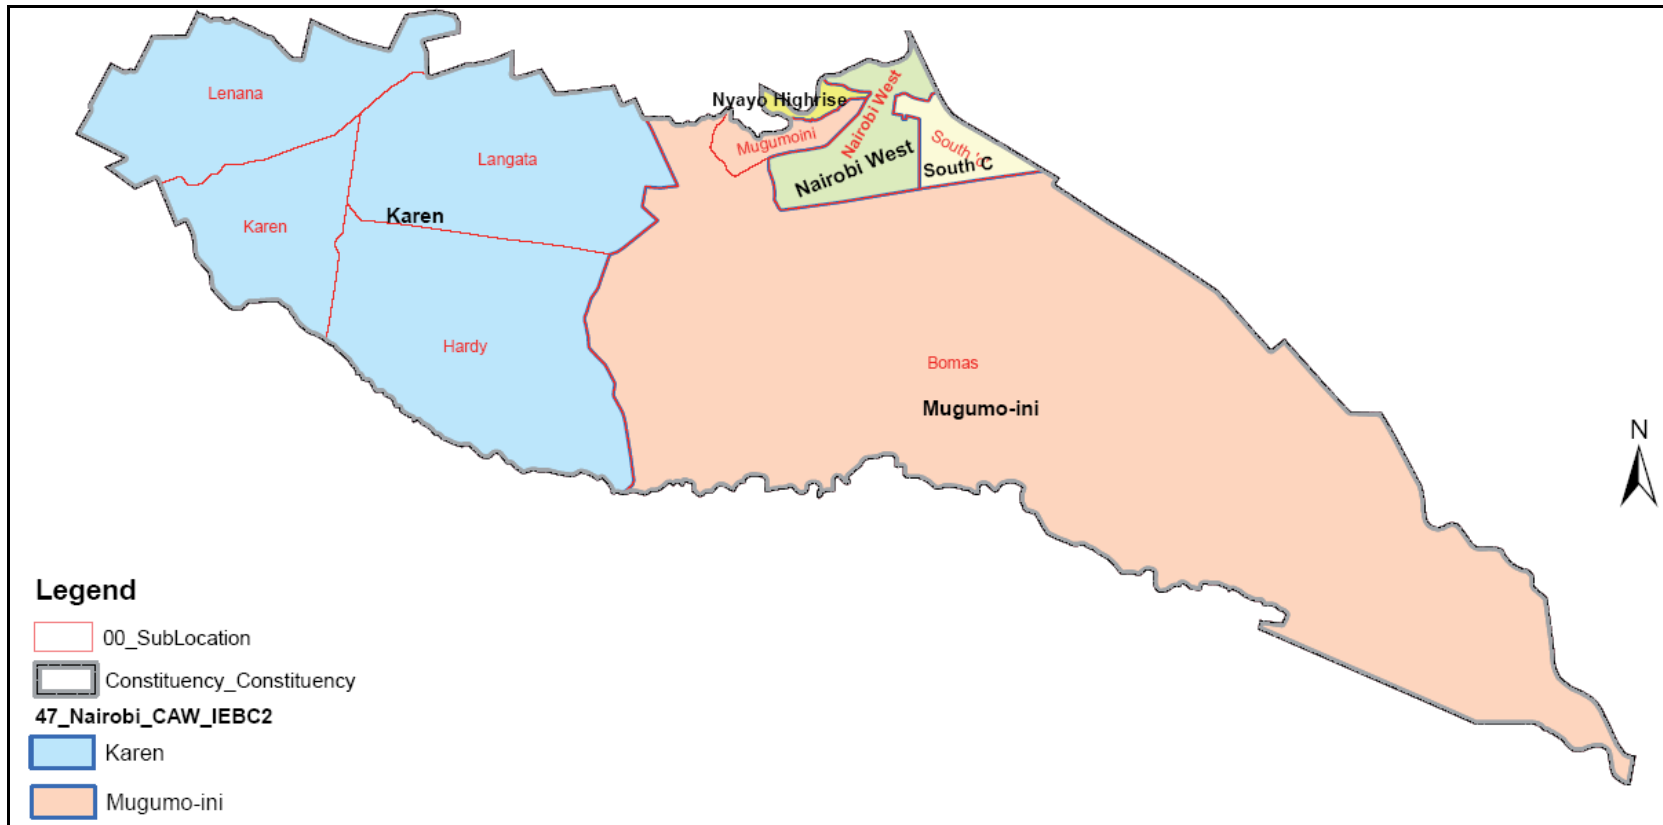 Lenana
Nyayo Highrise
Nairobi West
Mugumoini
South 'C'
Langata
Nairobi West
South C
Karen
Karen
Hardy
Bomas
Mugumo-ini
N
Legend
00_SubLocation
Constituency_Constituency
47_Nairobi_CAW_IEBC2
Karen
Mugumo-ini